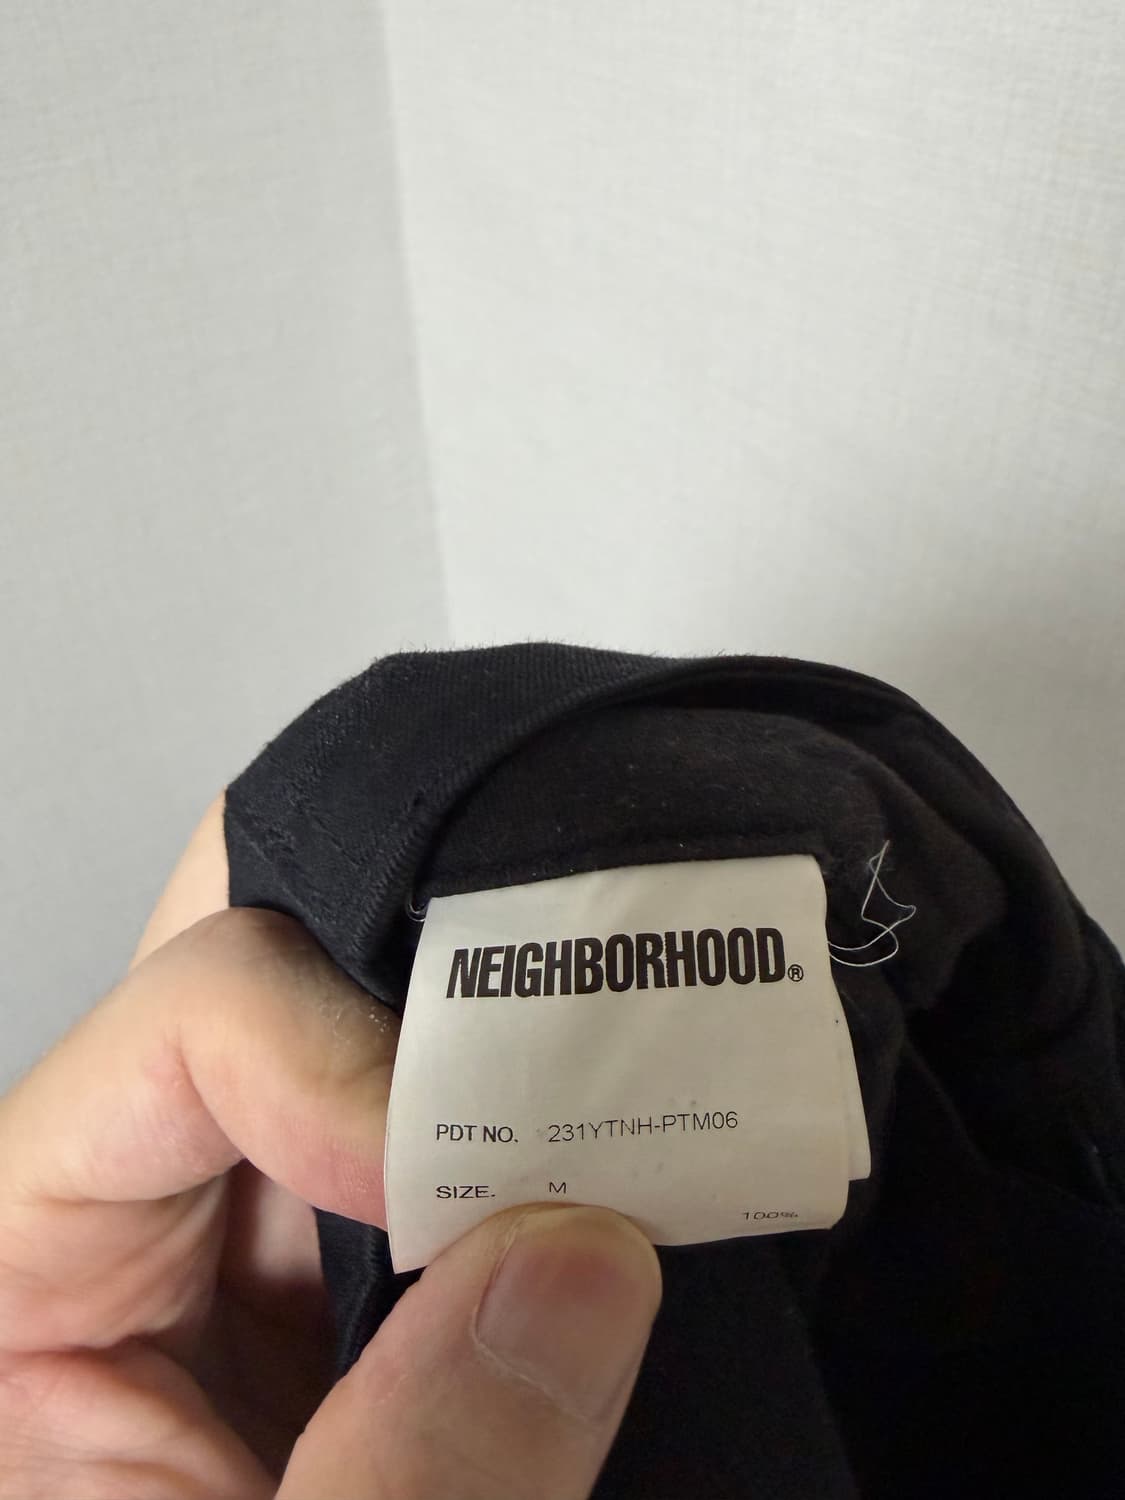 NEIGHBORHOOD®
PDT NO. 231YTNH-PTM06
SIZE. M
100%